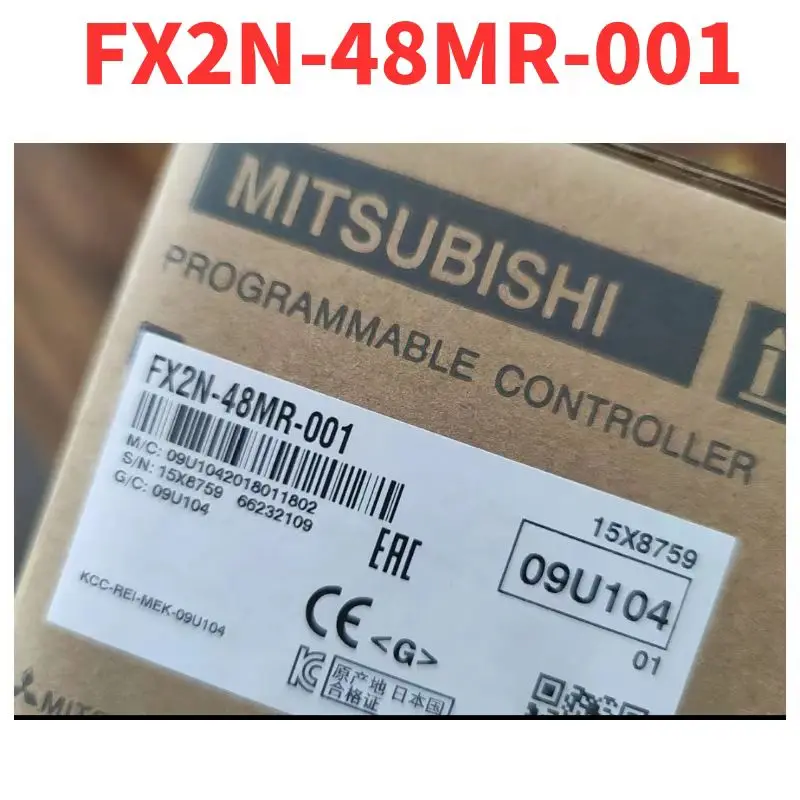 FX2N-48MR-001
MITSUBISHI
PROGRAMMABLE CONTROLLER
FX2N-48MR-001
M/C: 09U1042018011802
S/N: 15X8759 66232109
G/C: 09U104
15X8759
EAC
09U104
KCC-REI-MEK-09U104
CE <G>
01
原产地 日本国
合格证
MITS